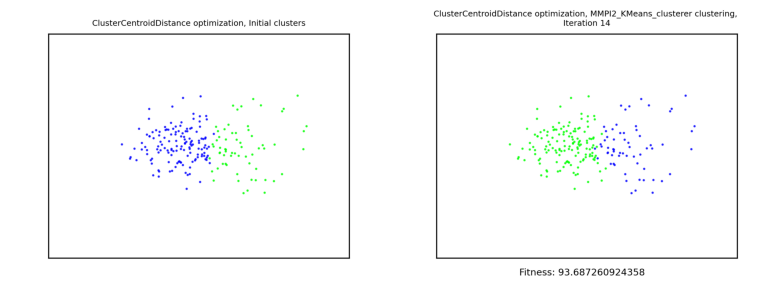 ClusterCentroidDistance optimization, Initial clusters
ClusterCentroidDistance optimization, MMPI2_KMeans_clusterer clustering,
Iteration 14
Fitness: 93.687260924358